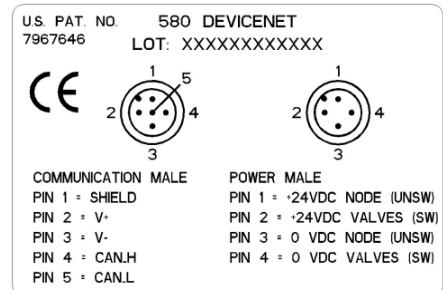 U.S. PAT. NO. 580 DEVICENET
7967646 LOT: XXXXXXXXXXXX
CE
1
5
2 4
3
1
2 4
3
COMMUNICATION MALE
PIN 1 = SHIELD
PIN 2 = V+
PIN 3 = V-
PIN 4 = CAN_H
PIN 5 = CAN_L
POWER MALE
PIN 1 = +24VDC NODE (UNSW)
PIN 2 = +24VDC VALVES (SW)
PIN 3 = 0 VDC NODE (UNSW)
PIN 4 = 0 VDC VALVES (SW)